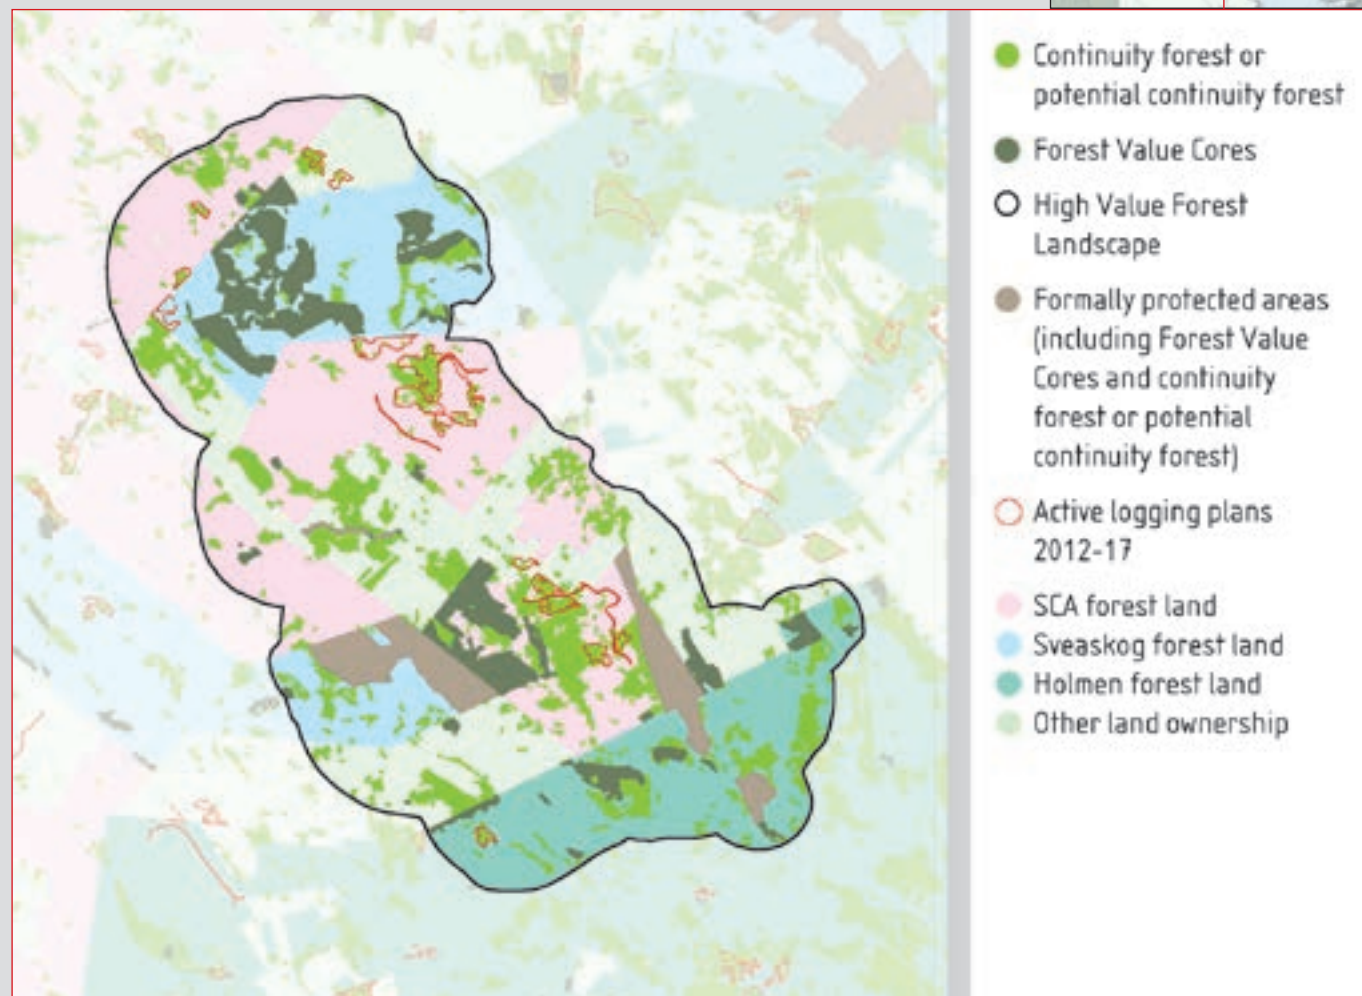 Continuity forest or
potential continuity forest
Forest Value Cores
High Value Forest
Landscape
Formally protected areas
(including Forest Value
Cores and continuity
forest or potential
continuity forest)
Active logging plans
2012-17
SCA forest land
Sveaskog forest land
Holmen forest land
Other land ownership